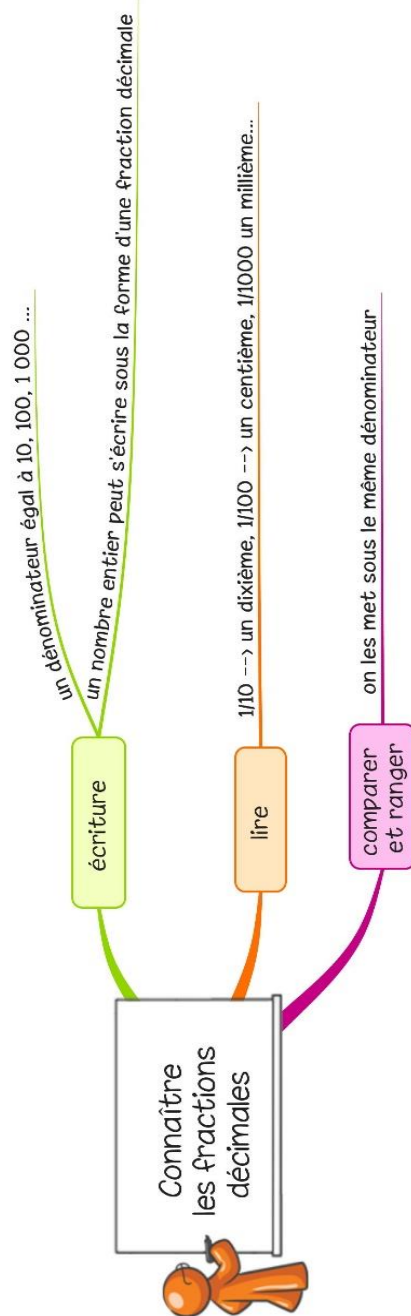 Connaître
les fractions
décimales
écriture
un dénominateur égal à 10, 100, 1 000 ...
un nombre entier peut s'écrire sous la forme d'une fraction décimale
lire
1/10 --> un dixième, 1/100 --> un centième, 1/1000 un millième...
comparer
et ranger
on les met sous le même dénominateur